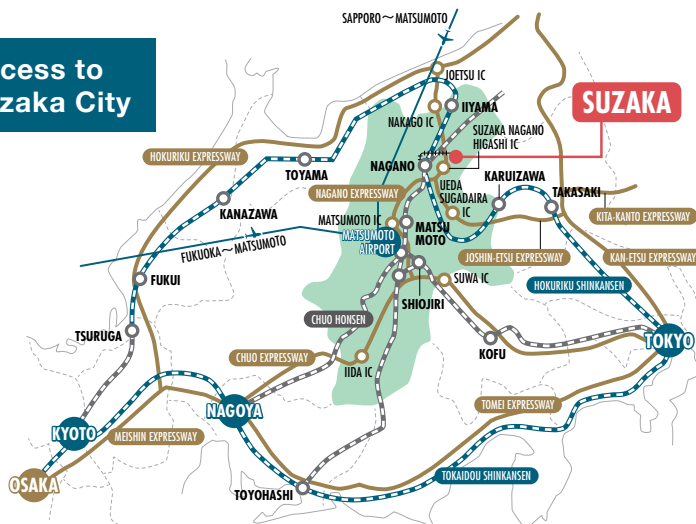 cess to
zaka City
SAPPORO～MATSUMOTO
JOETSU IC
IIYAMA
NAKAGO IC
SUZAKA
SUZAKA NAGANO
HIGASHI IC
HOKURIKU EXPRESSWAY
TOYAMA
NAGANO
KARUIZAWA
UEDA
SUGADAIRA
IC
TAKASAKI
NAGANO EXPRESSWAY
KANAZAWA
KITA-KANTO EXPRESSWAY
MATSUMOTO IC
MATSU
MOTO
MATSUMOTO
AIRPORT
FUKUOKA～MATSUMOTO
JOSHIN-ETSU EXPRESSWAY
KAN-ETSU EXPRESSWAY
FUKUI
SUWA IC
HOKURIKU SHINKANSEN
SHIOJIRI
CHUO HONSEN
TSURUGA
TOKYO
KOFU
CHUO EXPRESSWAY
IIDA IC
NAGOYA
TOMEI EXPRESSWAY
KYOTO
MEISHIN EXPRESSWAY
TOKAIDOU SHINKANSEN
OSAKA
TOYOHASHI